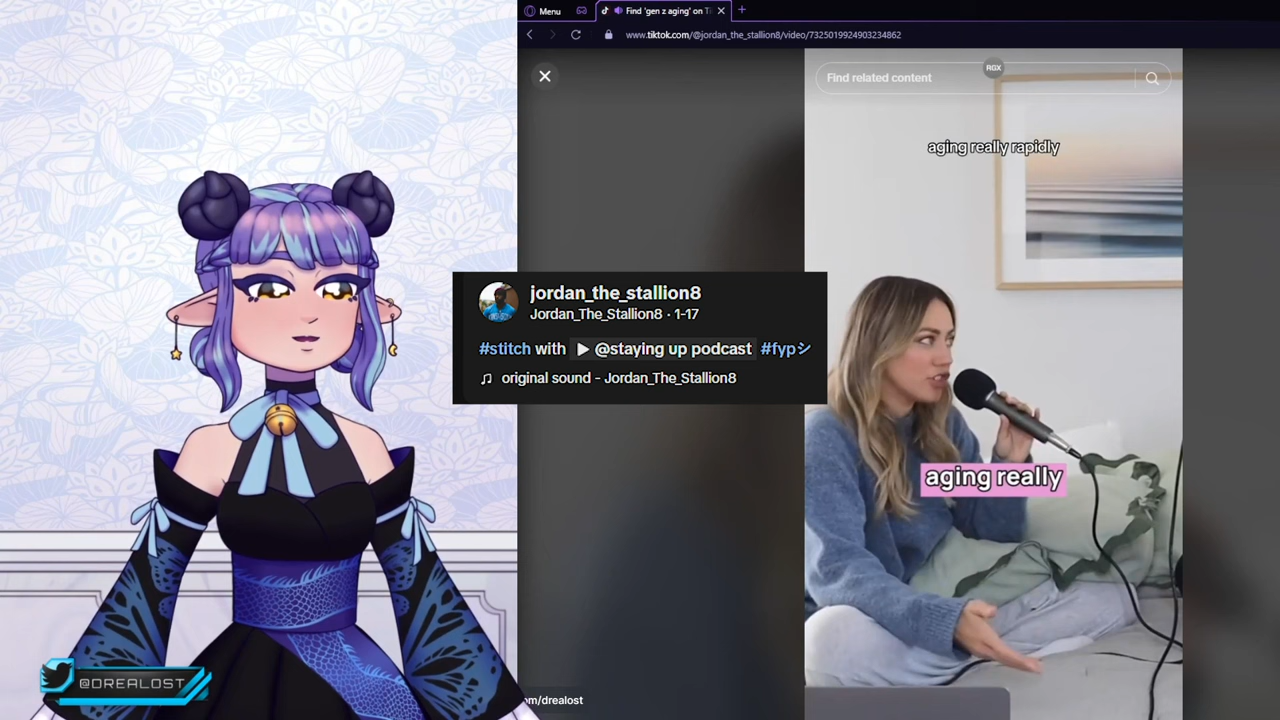 Menu
Find 'gen z aging' on Ti
www.tiktok.com/@jordan_the_stallion8/video/7325019924903234862
Find related content
RGX
aging really rapidly
jordan_the_stallion8
Jordan_The_Stallion8 · 1-17
#stitch with ▶ @staying up podcast #fypシ
original sound - Jordan_The_Stallion8
aging really
@DREALOST
om/drealost